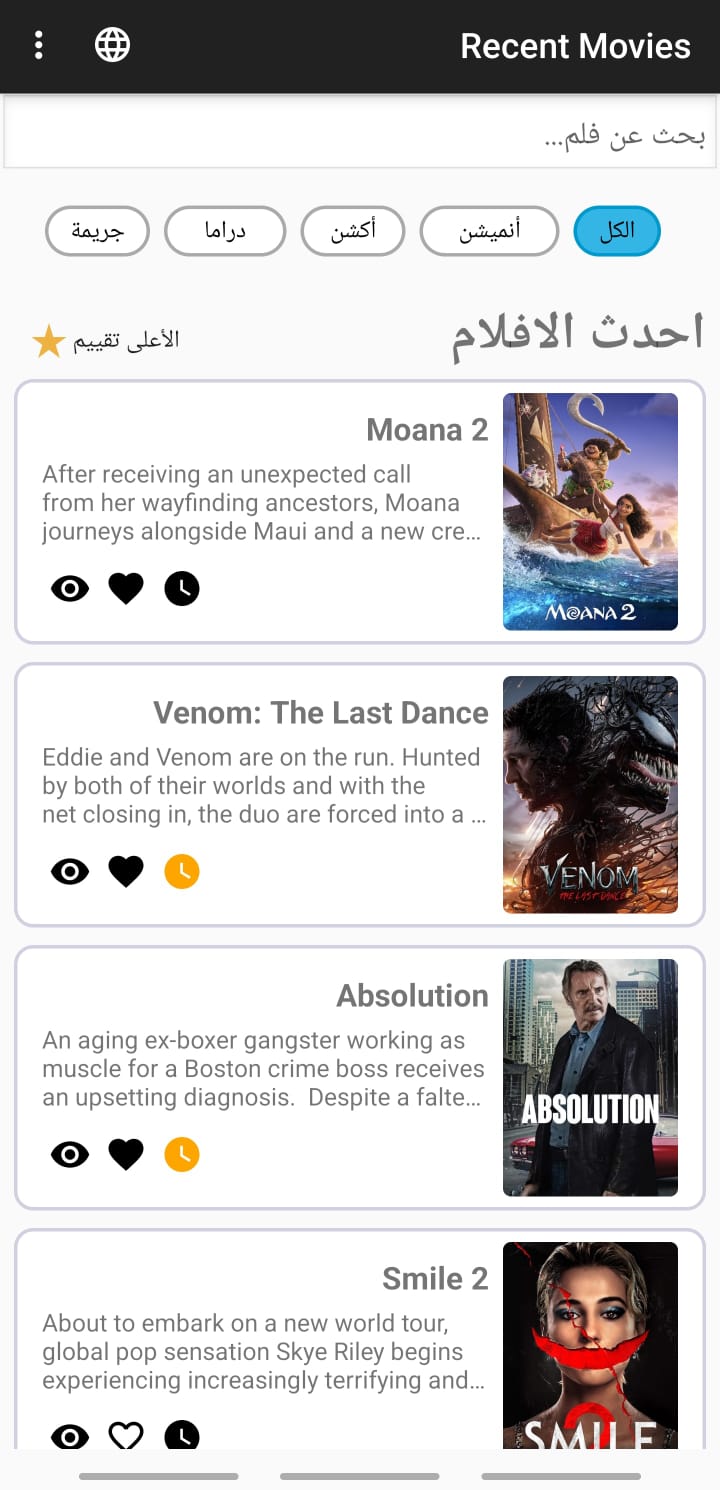 Recent Movies
بحث عن فلم...
الكل
أنميشن
أكشن
دراما
جريمة
احدث الافلام
الأعلى تقييم
Moana 2
After receiving an unexpected call
from her wayfinding ancestors, Moana
journeys alongside Maui and a new cre...
MOANA 2
Venom: The Last Dance
Eddie and Venom are on the run. Hunted
by both of their worlds and with the
net closing in, the duo are forced into a ...
VENOM
THE LAST DANCE
Absolution
An aging ex-boxer gangster working as
muscle for a Boston crime boss receives
an upsetting diagnosis.  Despite a falte...
ABSOLUTION
Smile 2
About to embark on a new world tour,
global pop sensation Skye Riley begins
experiencing increasingly terrifying and...
SMILE
2